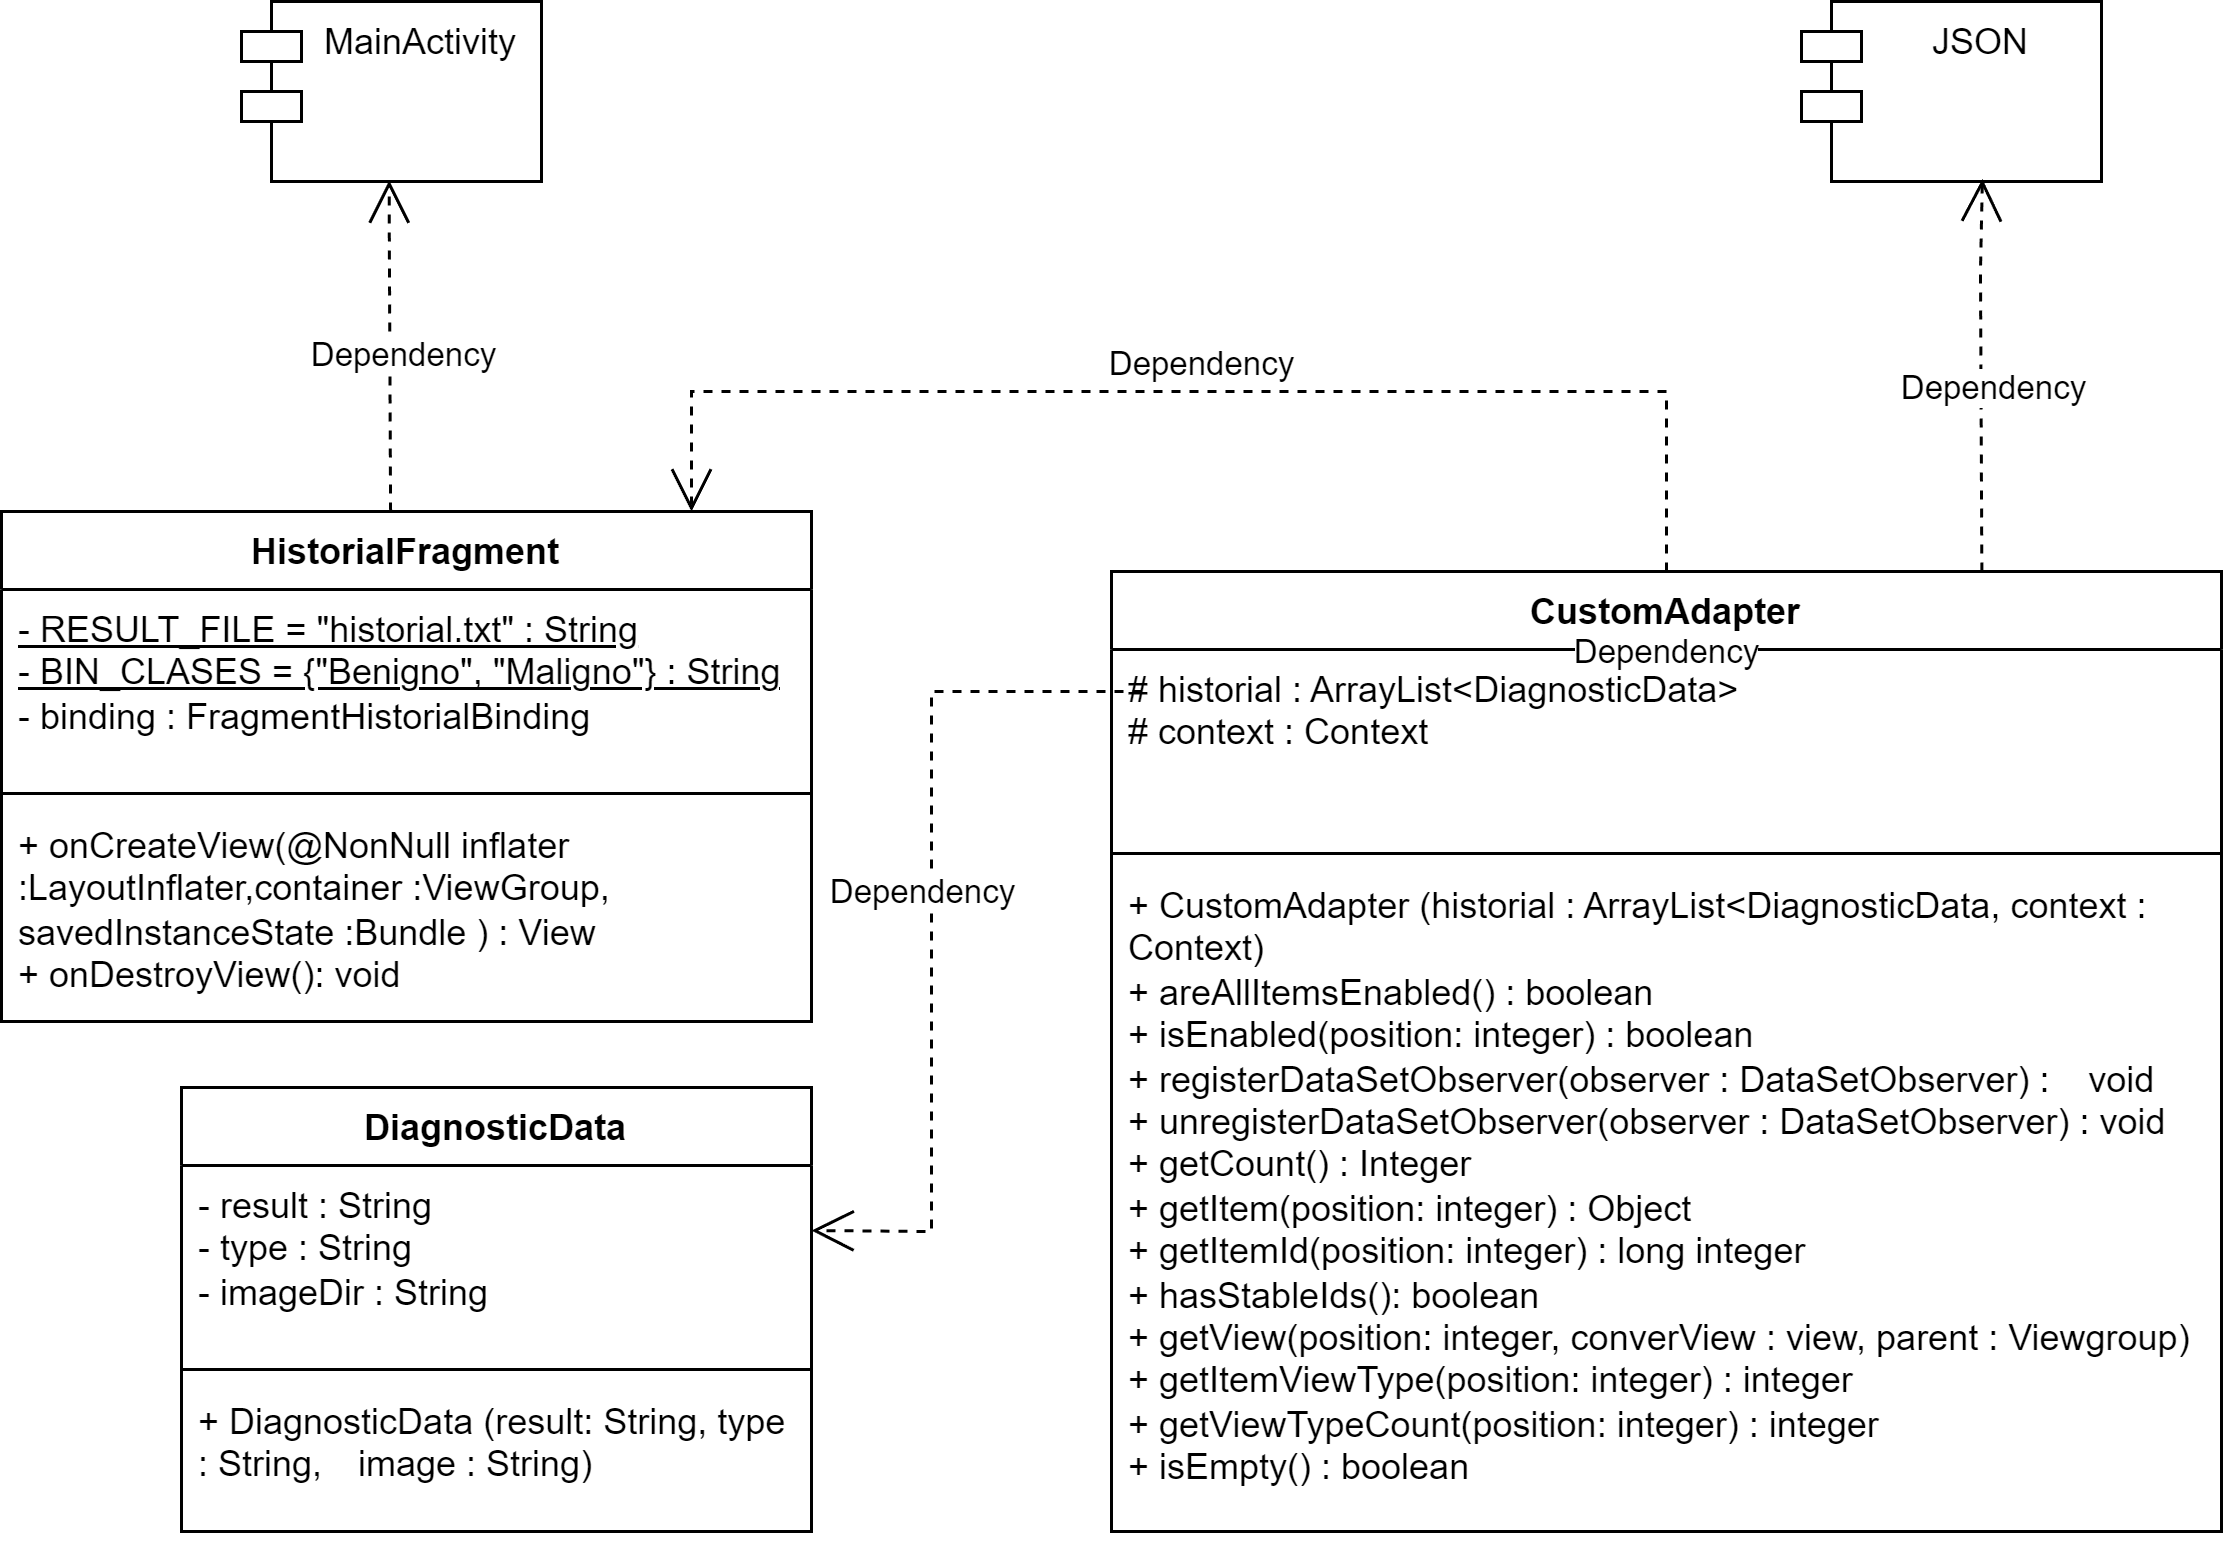 MainActivity
JSON
Dependency
Dependency
Dependency
HistorialFragment
- RESULT_FILE = "historial.txt" : String
- BIN_CLASES = {"Benigno", "Maligno"} : String
- binding : FragmentHistorialBinding
+ onCreateView(@NonNull inflater
:LayoutInflater,container :ViewGroup,
savedInstanceState :Bundle ) : View
+ onDestroyView(): void
CustomAdapter
Dependency
# historial : ArrayList<DiagnosticData>
# context : Context
+ CustomAdapter (historial : ArrayList<DiagnosticData, context :
Context)
+ areAllItemsEnabled() : boolean
+ isEnabled(position: integer) : boolean
+ registerDataSetObserver(observer : DataSetObserver) : void
+ unregisterDataSetObserver(observer : DataSetObserver) : void
+ getCount() : Integer
+ getItem(position: integer) : Object
+ getItemId(position: integer) : long integer
+ hasStableIds(): boolean
+ getView(position: integer, converView : view, parent : Viewgroup)
+ getItemViewType(position: integer) : integer
+ getViewTypeCount(position: integer) : integer
+ isEmpty() : boolean
Dependency
DiagnosticData
- result : String
- type : String
- imageDir : String
+ DiagnosticData (result: String, type
: String, image : String)